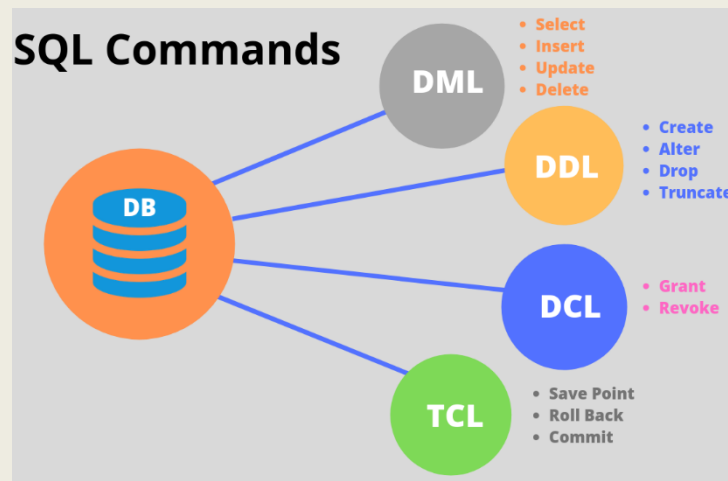 SQL Commands
DB
DML
• Select
• Insert
• Update
• Delete
DDL
• Create
• Alter
• Drop
• Truncate
DCL
• Grant
• Revoke
TCL
• Save Point
• Roll Back
• Commit